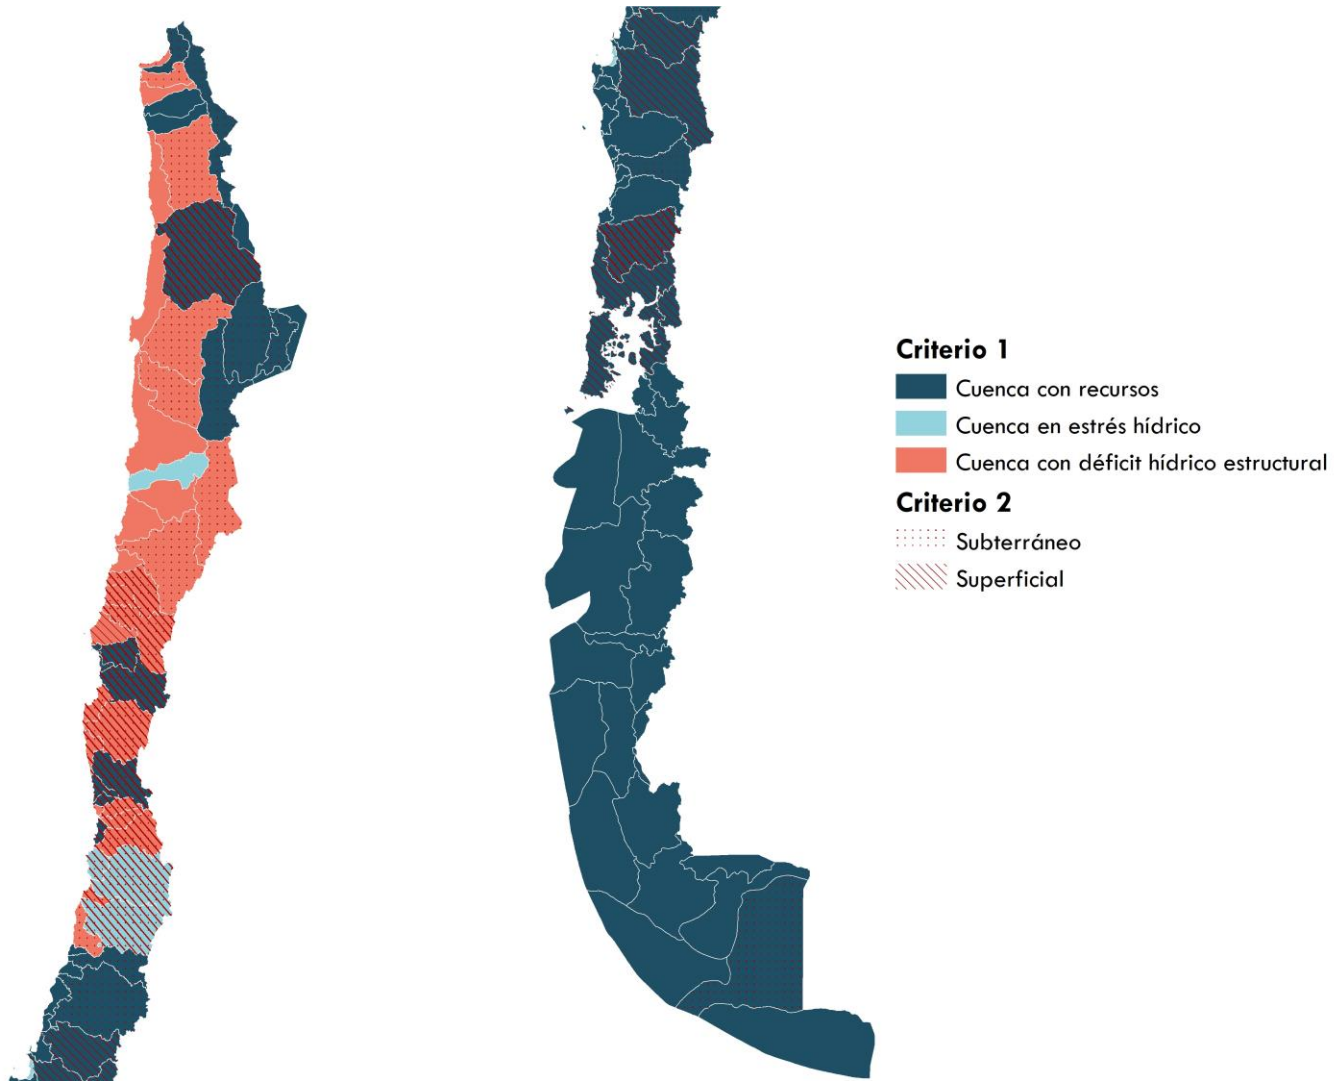 Criterio 1
Cuenca con recursos
Cuenca en estrés hídrico
Cuenca con déficit hídrico estructural
Criterio 2
Subterráneo
Superficial